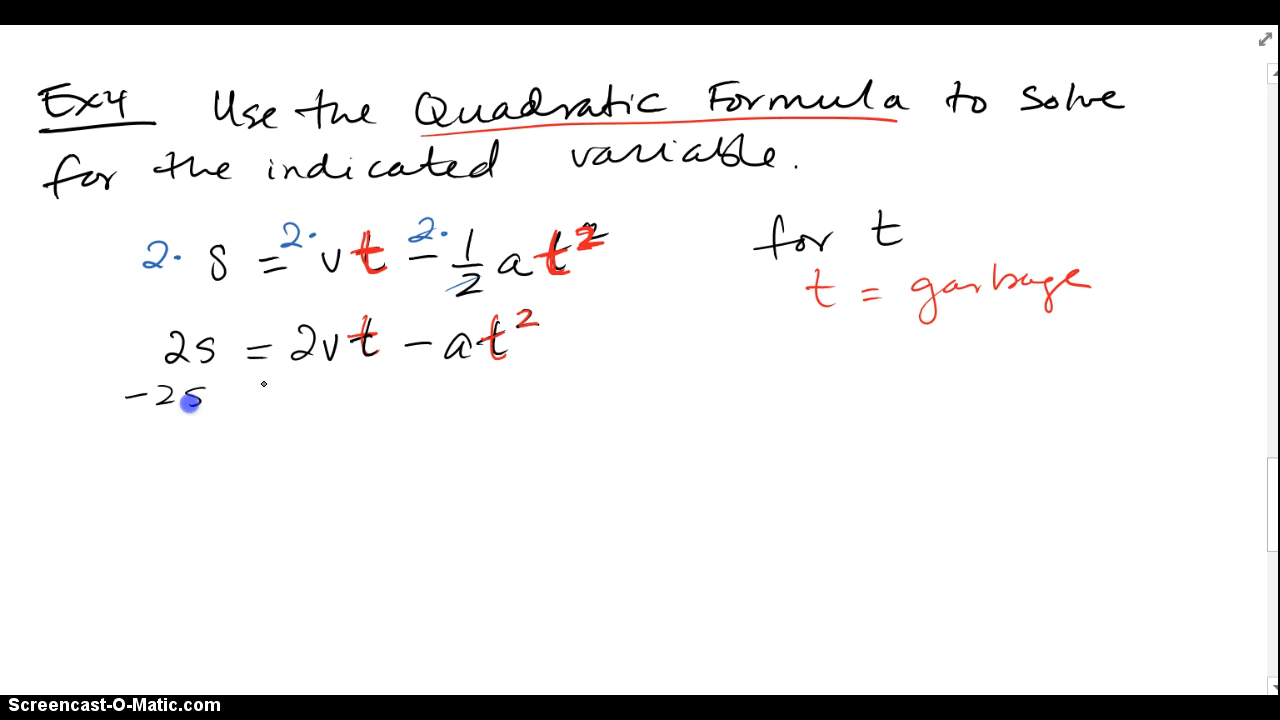 Ex4 Use the Quadratic Formula to solve
for the indicated variable.
2· s = 2· vt - 2· 1/2 at² for t
t = garbage
2s = 2vt - at²
-2s
Screencast-O-Matic.com